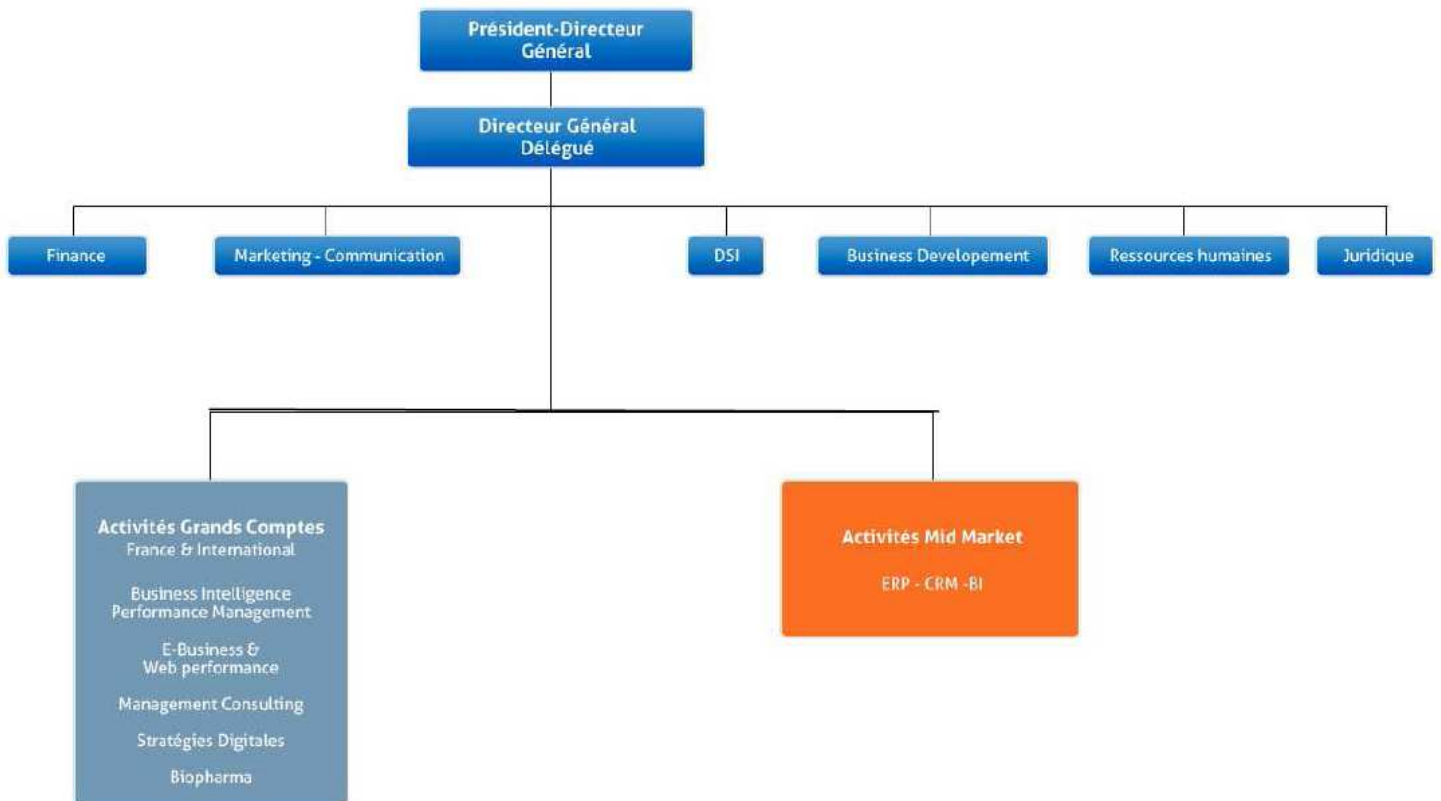 Président-Directeur
Général
Directeur Général
Délégué
Finance
Marketing - Communication
DSI
Business Developement
Ressources humaines
Juridique
Activités Grands Comptes
France & International
Business Intelligence
Performance Management
E-Business &
Web performance
Management Consulting
Stratégies Digitales
Biopharma
Activités Mid Market
ERP - CRM -BI